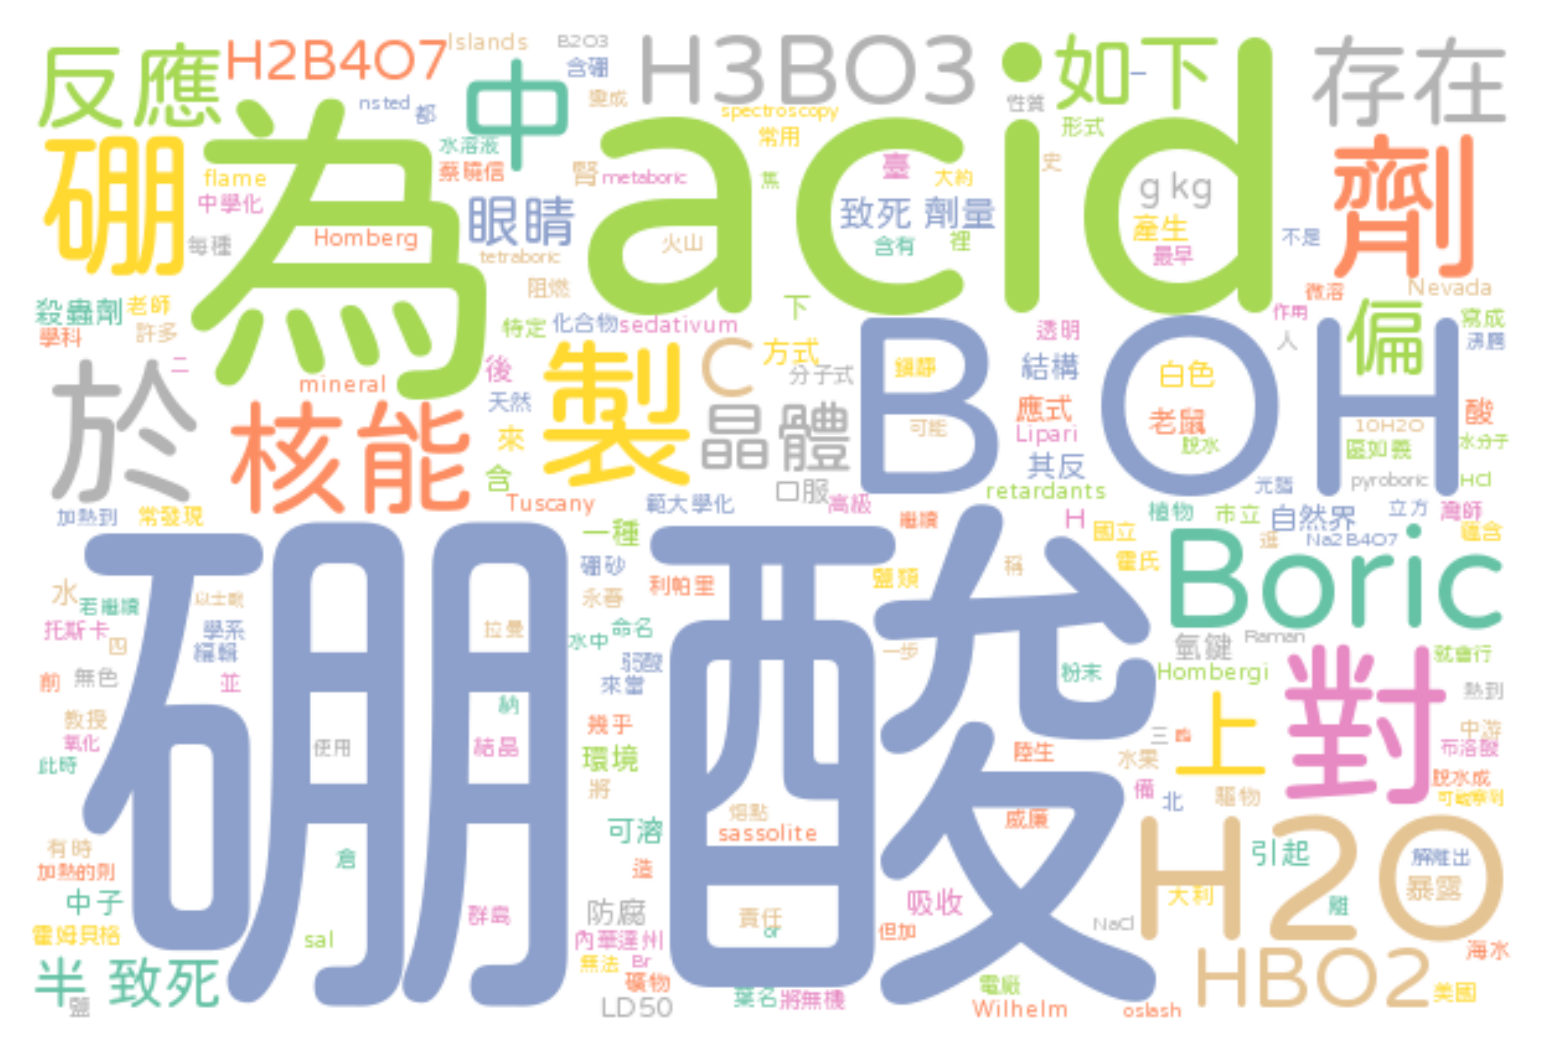 反應
H2B4O7
Islands
B2O3
含硼
變成
H3BO3
如下
存在
nsted
都
中
spectroscopy
常用
性質
形式
一
硼
為
acid
水溶液
蔡曉信
flame
中學化
每種
Homberg
眼睛
腎
metaboric
tetraboric
阻燃
火山
焦
臺
大約
致死 劑量
含有
裡
史
g kg
產生
最早
不是
劑
微溶
Nevada
殺蟲劑
老師
學科
許多
二
mineral
後
天然
特定
化合物
sedativum
下
方式
分子式
透明
作用
人
偏
寫成
沸騰
於
核能
來
含
製
C
晶體
B OH
鎮靜
可能
結構
應式
Lipari
其反
白色
老鼠
脫水
酸
10H2O
區如義
水分子
加熱到
常發現
Tuscany
口服
範大學化
高級
retardants
光譜
pyroboric
HCl
一種
硼砂
繼續
H
國立
霍氏
植物
市立
自然界
立方
灣師
蘊含
進
Na2B4O7
硼酸
水
若繼續
托斯卡
四
以士畝
學系
編輯
前
無色
並
教授
氧化
此時
使用
納
拉曼
結晶
永春
利帕里
鹽類
稱
水中
命名
弱酸
來當
一步
粉末
Boric
氫鍵
Raman
Hombergi
就會行
幾乎
環境
將
對
熱到
中游
布洛酸
脫水成
上
三
水果
陸生
備
北
驅物
熔點
sassolite
威廉
可溶
造
有時
加熱的則
中子
霍姆貝格
倉
sal
群島
防腐
內華達州
無法
Br
礦物
責任
or
吸收
但加
NaCl
H2O
引起
大利
離
解離出
暴露
海水
半 致死
鹽
LD50
葉名
將無機
電廠
Wilhelm
oslash
HBO2
美國